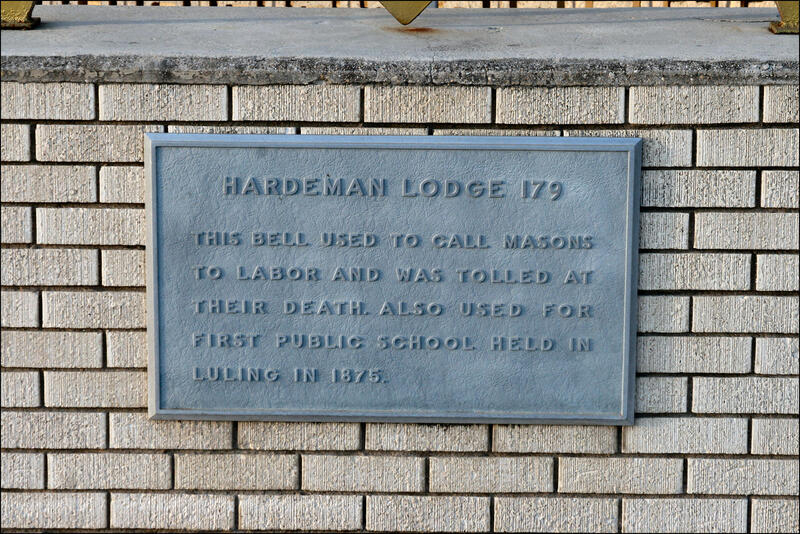 HARDEMAN LODGE 179
THIS BELL USED TO CALL MASONS
TO LABOR AND WAS TOLLED AT
THEIR DEATH. ALSO USED FOR
FIRST PUBLIC SCHOOL HELD IN
LULING IN 1875.